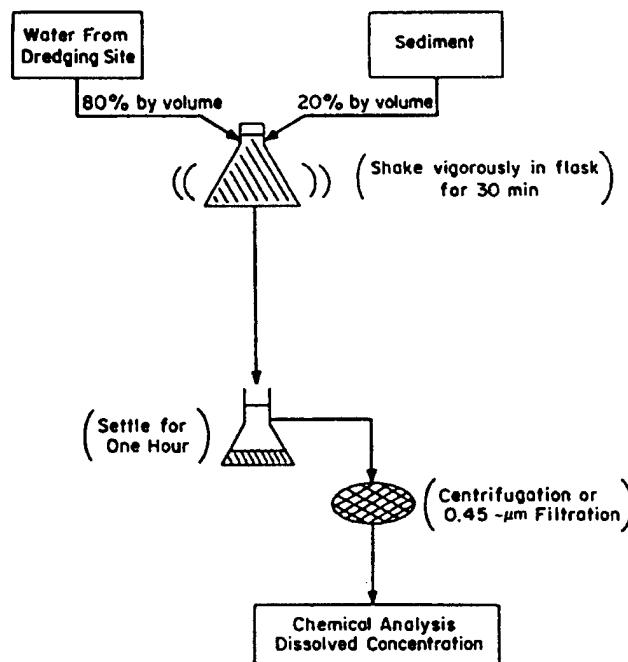 Water From
Dredging Site
Sediment
80% by volume
20% by volume
(Shake vigorously in flask
for 30 min)
(Settle for
One Hour)
(Centrifugation or
0.45-μm Filtration)
Chemical Analysis
Dissolved Concentration